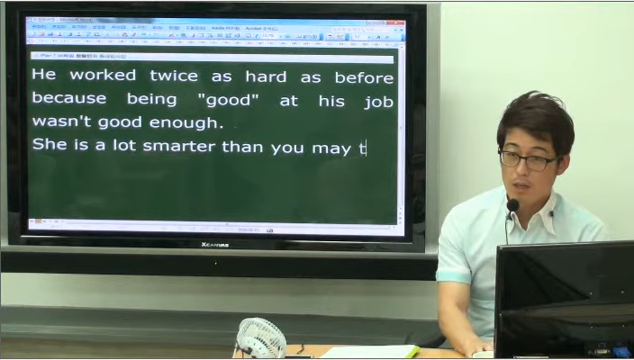 He worked twice as hard as before
because being "good" at his job
wasn't good enough.
She is a lot smarter than you may t
XCANVAS